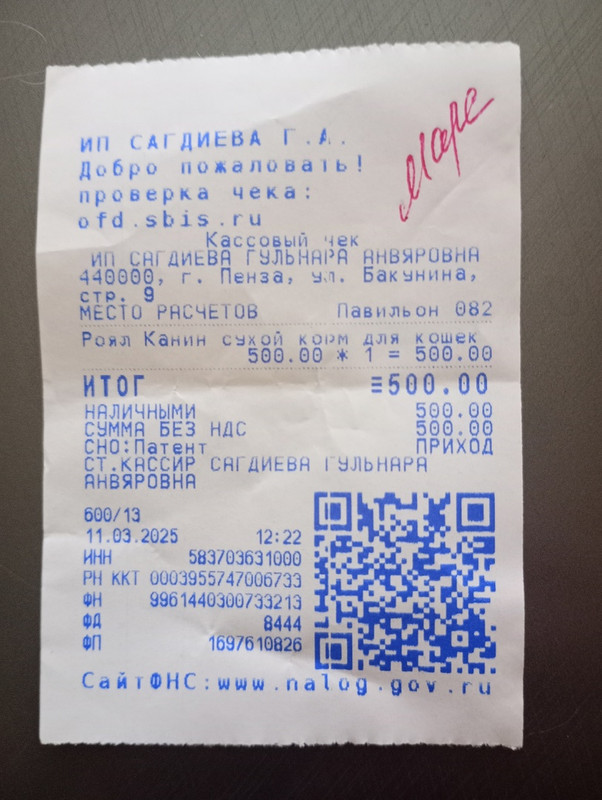 ИП САГДИЕВА Г.А.
Добро пожаловать!
проверка чека:
ofd.sbis.ru
Марс
Кассовый чек
ИП САГДИЕВА ГУЛЬНАРА АНВЯРОВНА
440000, г. Пенза, ул. Бакунина,
стр. 9
МЕСТО РАСЧЕТОВ Павильон 082
Роял Канин сухой корм для кошек
500.00 * 1 = 500.00
ИТОГ ≡500.00
НАЛИЧНЫМИ 500.00
СУММА БЕЗ НДС 500.00
СНО:Патент ПРИХОД
СТ.КАССИР САГДИЕВА ГУЛЬНАРА
АНВЯРОВНА
600/13
11.03.2025 12:22
ИНН 583703631000
РН ККТ 0003955747006733
ФН 9961440300733213
ФД 8444
ФП 1697610826
СайтФНС:www.nalog.gov.ru